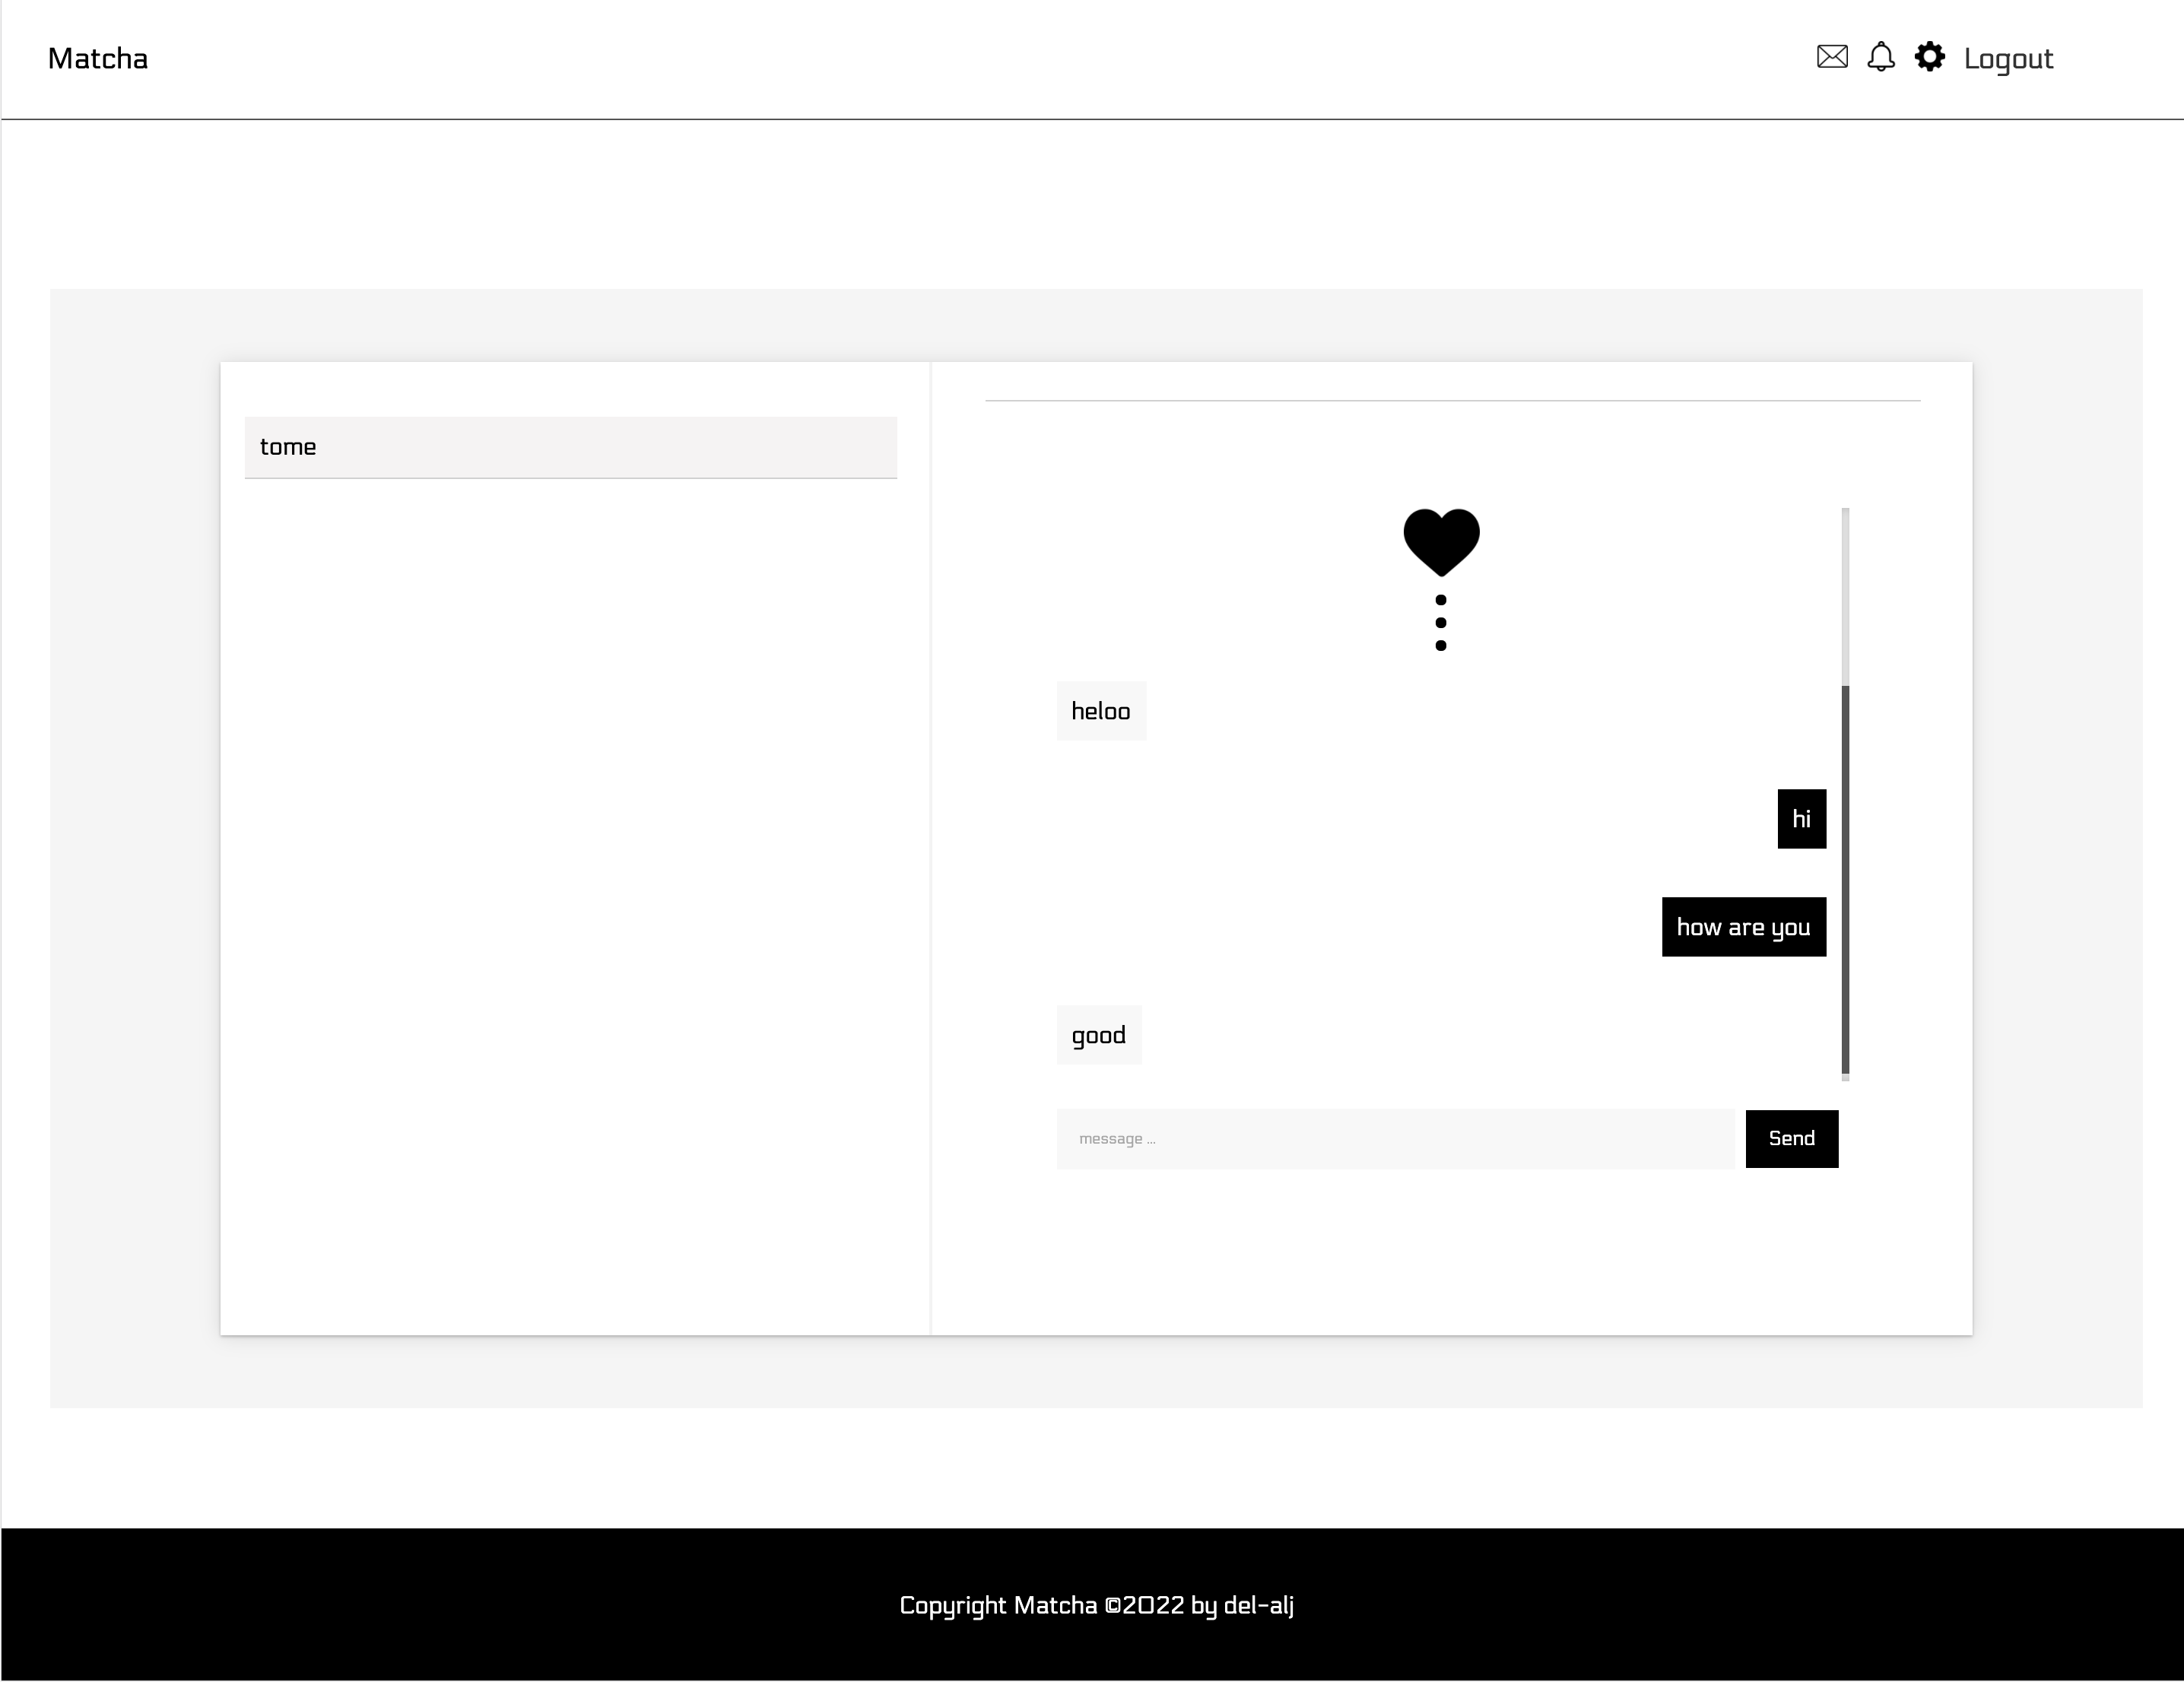 Matcha
Logout
tome
heloo
hi
how are you
good
message ...
Send
Copyright Matcha ©2022 by del-alj